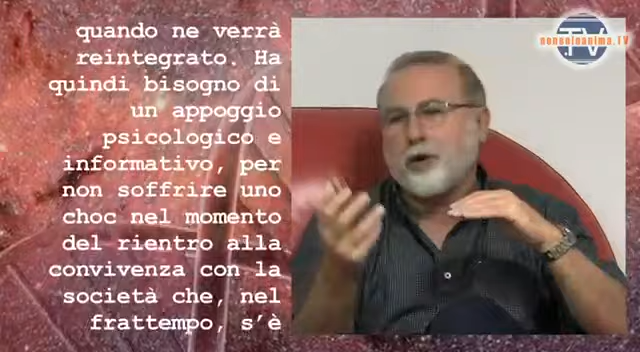 nonsoloanima.TV
TV
quando ne verrà
reintegrato. Ha
quindi bisogno di
un appoggio
psicologico e
informativo, per
non soffrire uno
choc nel momento
del rientro alla
convivenza con la
società che, nel
frattempo, s'è